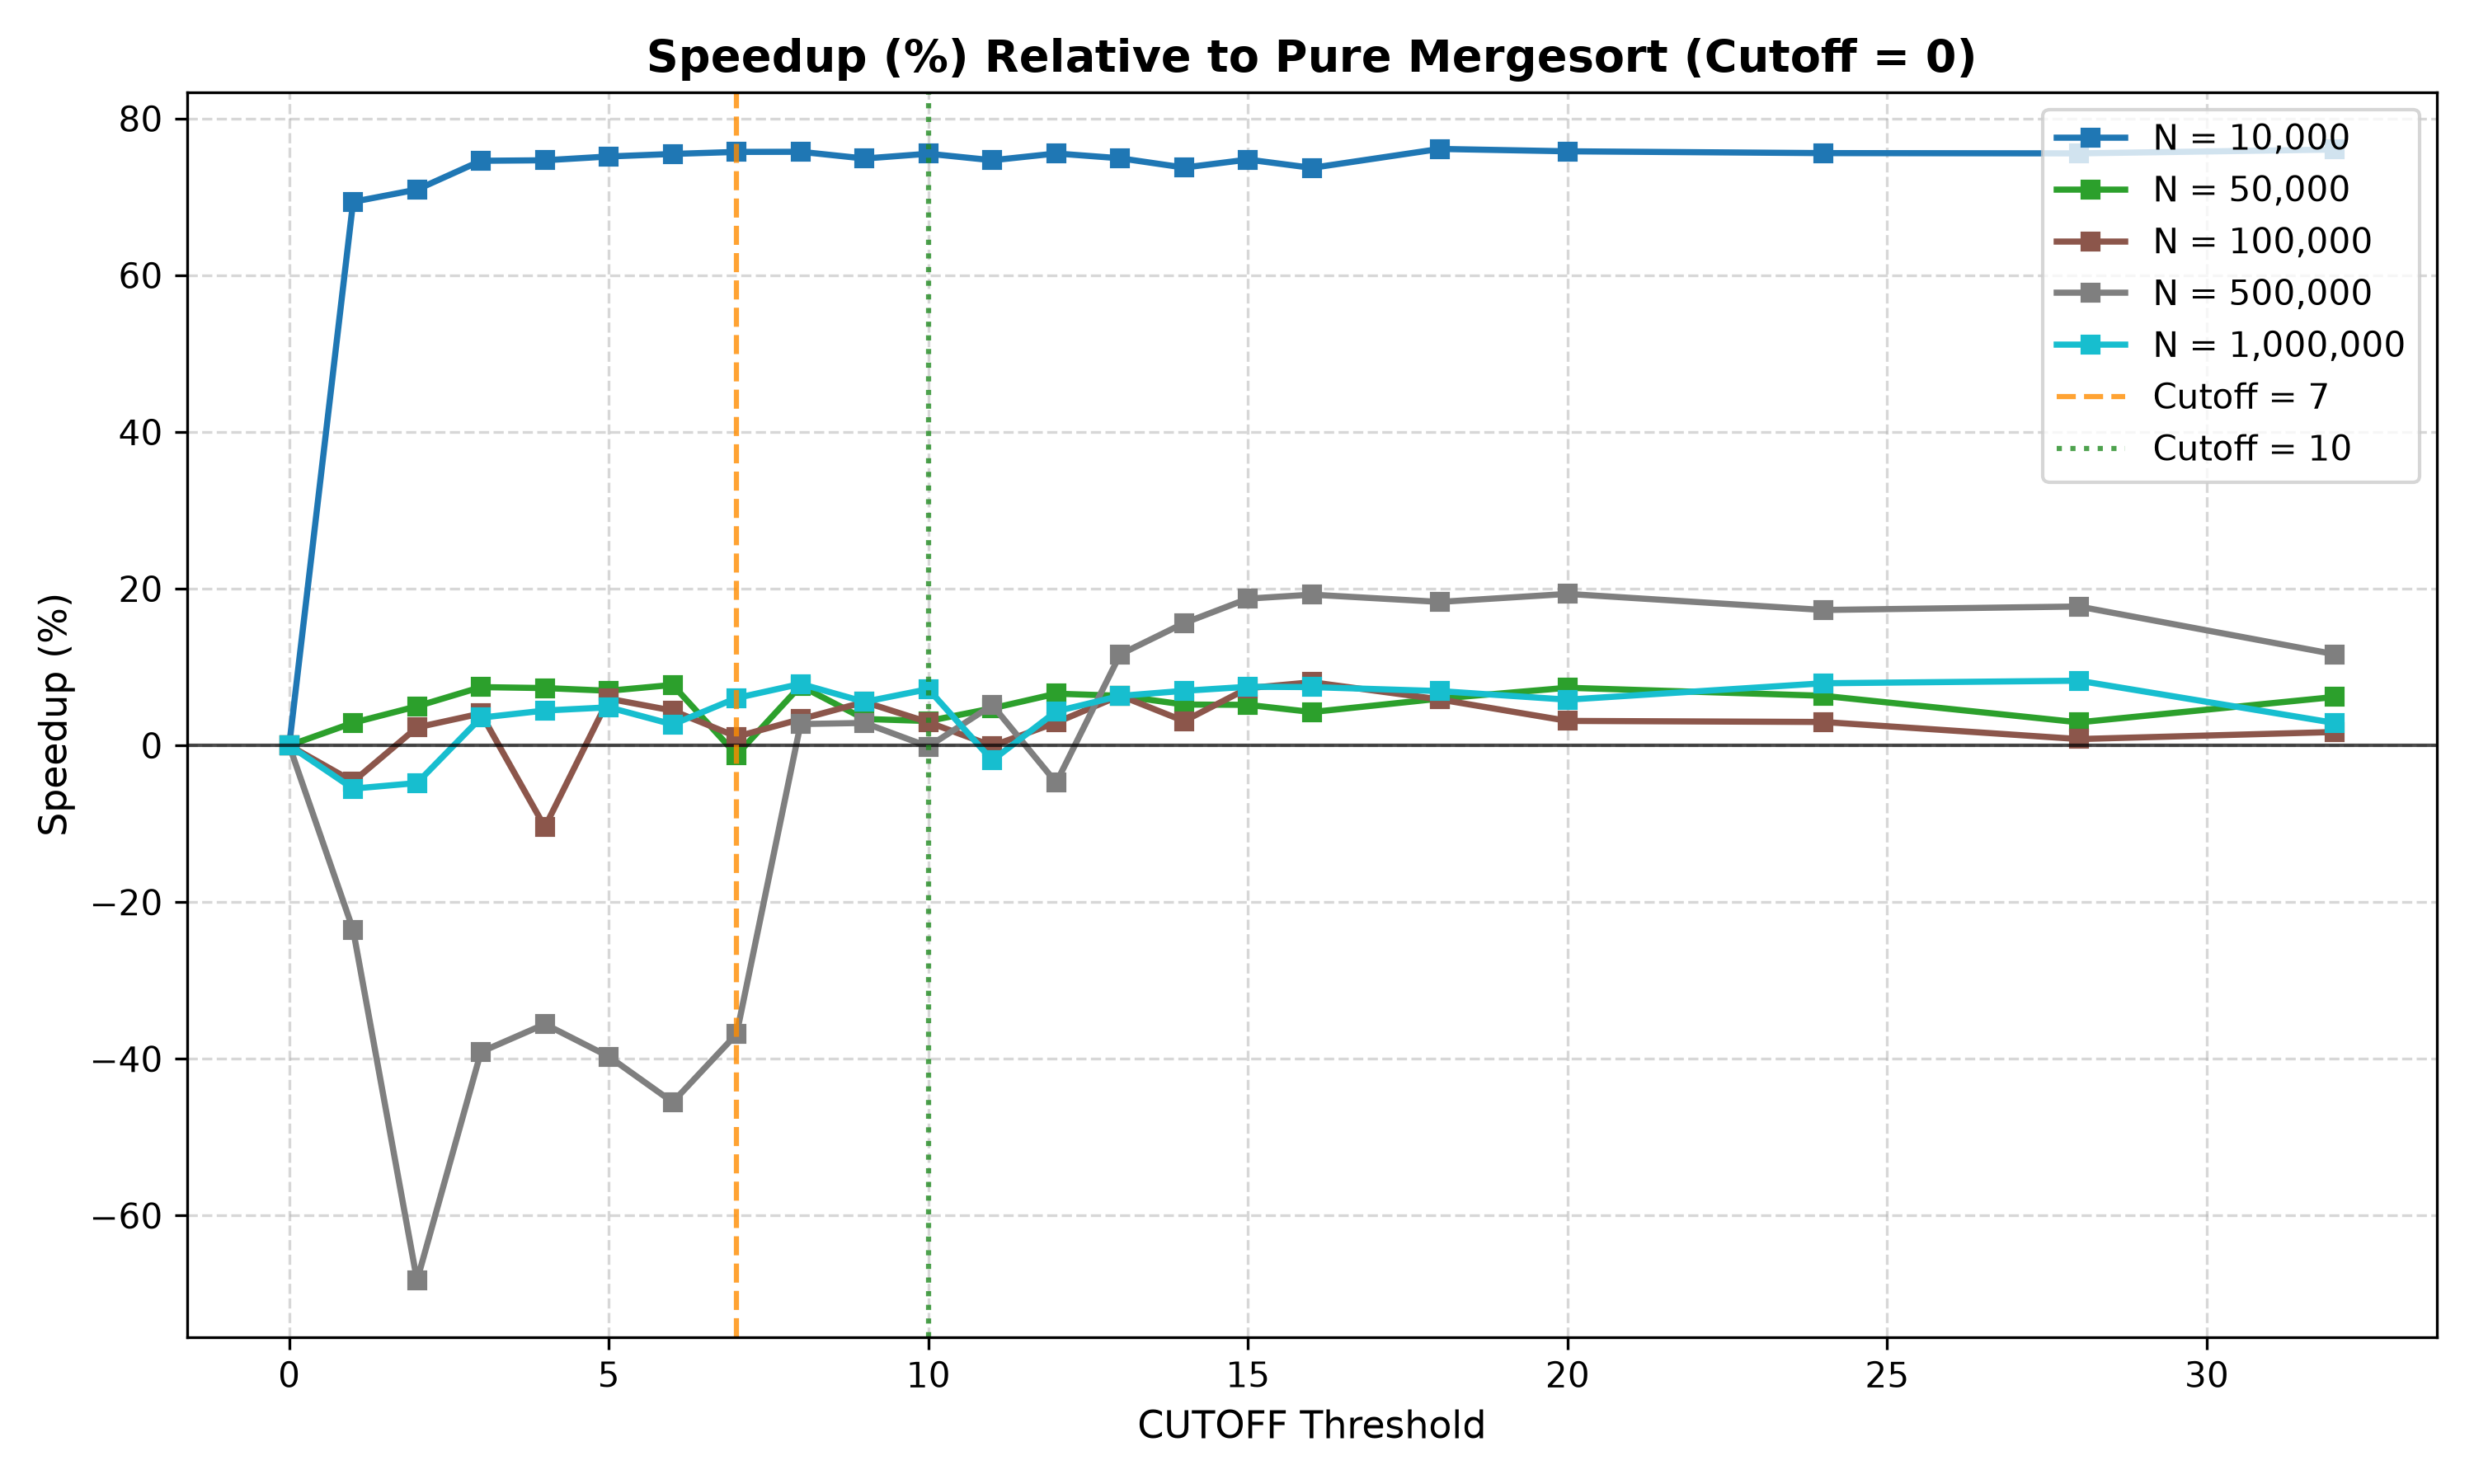 Speedup (%) Relative to Pure Mergesort (Cutoff = 0)
80
60
40
20
0
−20
−40
−60
Speedup (%)
0 5 10 15 20 25 30
CUTOFF Threshold
N = 10,000
N = 50,000
N = 100,000
N = 500,000
N = 1,000,000
Cutoff = 7
Cutoff = 10